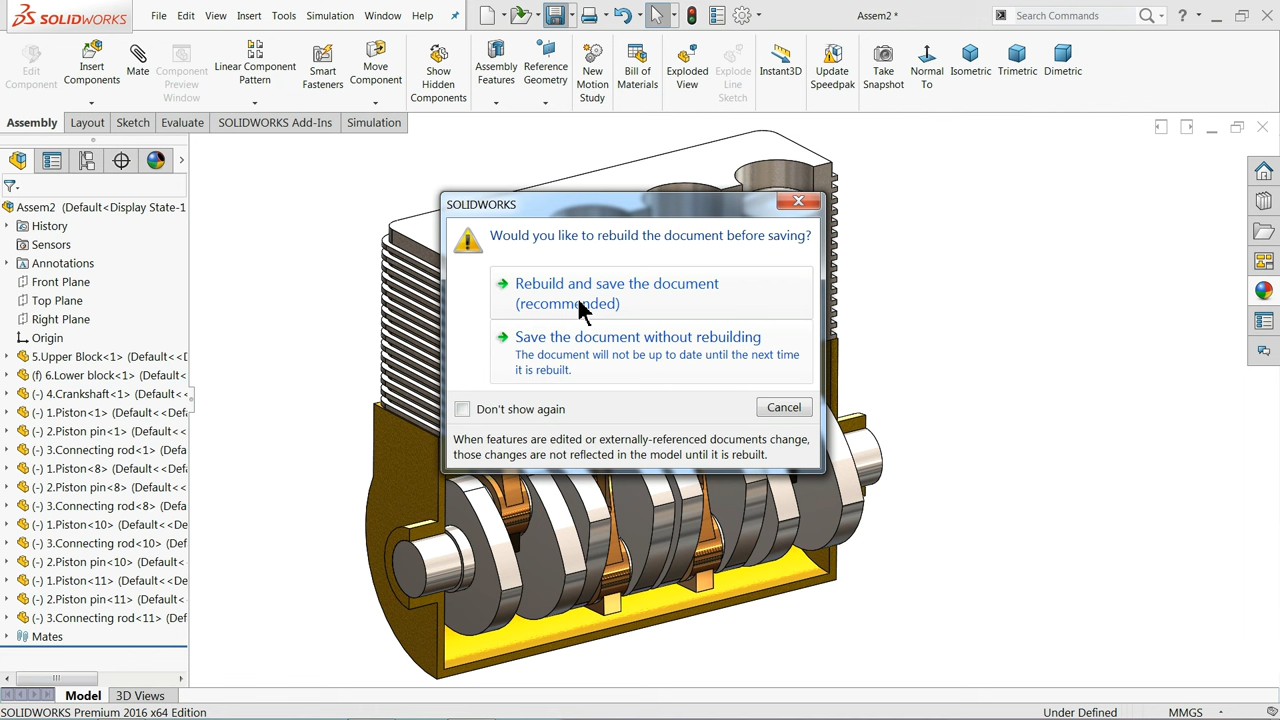 SOLIDWORKS
File Edit View Insert Tools Simulation Window Help
Assem2 *
Search Commands
?
Edit Component
Insert Components
Mate
Component Preview Window
Linear Component Pattern
Smart Fasteners
Move Component
Show Hidden Components
Assembly Features
Reference Geometry
New Motion Study
Bill of Materials
Exploded View
Explode Line Sketch
Instant3D
Update Speedpak
Take Snapshot
Normal To
Isometric
Trimetric
Dimetric
Assembly Layout Sketch Evaluate SOLIDWORKS Add-Ins Simulation
Assem2 (Default<Display State-1
History
Sensors
Annotations
Front Plane
Top Plane
Right Plane
Origin
5.Upper Block<1> (Default<<D
(f) 6.Lower block<1> (Default<
(-) 4.Crankshaft<1> (Default<
(-) 1.Piston<1> (Default<<Def
(-) 2.Piston pin<1> (Default<<
(-) 3.Connecting rod<1> (Def
(-) 1.Piston<8> (Default<<Def
(-) 2.Piston pin<8> (Default<<
(-) 3.Connecting rod<8> (Def
(-) 1.Piston<10> (Default<<De
(-) 3.Connecting rod<10> (De
(-) 2.Piston pin<10> (Default<
(-) 1.Piston<11> (Default<<De
(-) 2.Piston pin<11> (Default<
(-) 3.Connecting rod<11> (De
Mates
SOLIDWORKS
Would you like to rebuild the document before saving?
Rebuild and save the document
(recommended)
Save the document without rebuilding
The document will not be up to date until the next time
it is rebuilt.
Don't show again
Cancel
When features are edited or externally-referenced documents change,
those changes are not reflected in the model until it is rebuilt.
Model 3D Views
SOLIDWORKS Premium 2016 x64 Edition
Under Defined
MMGS